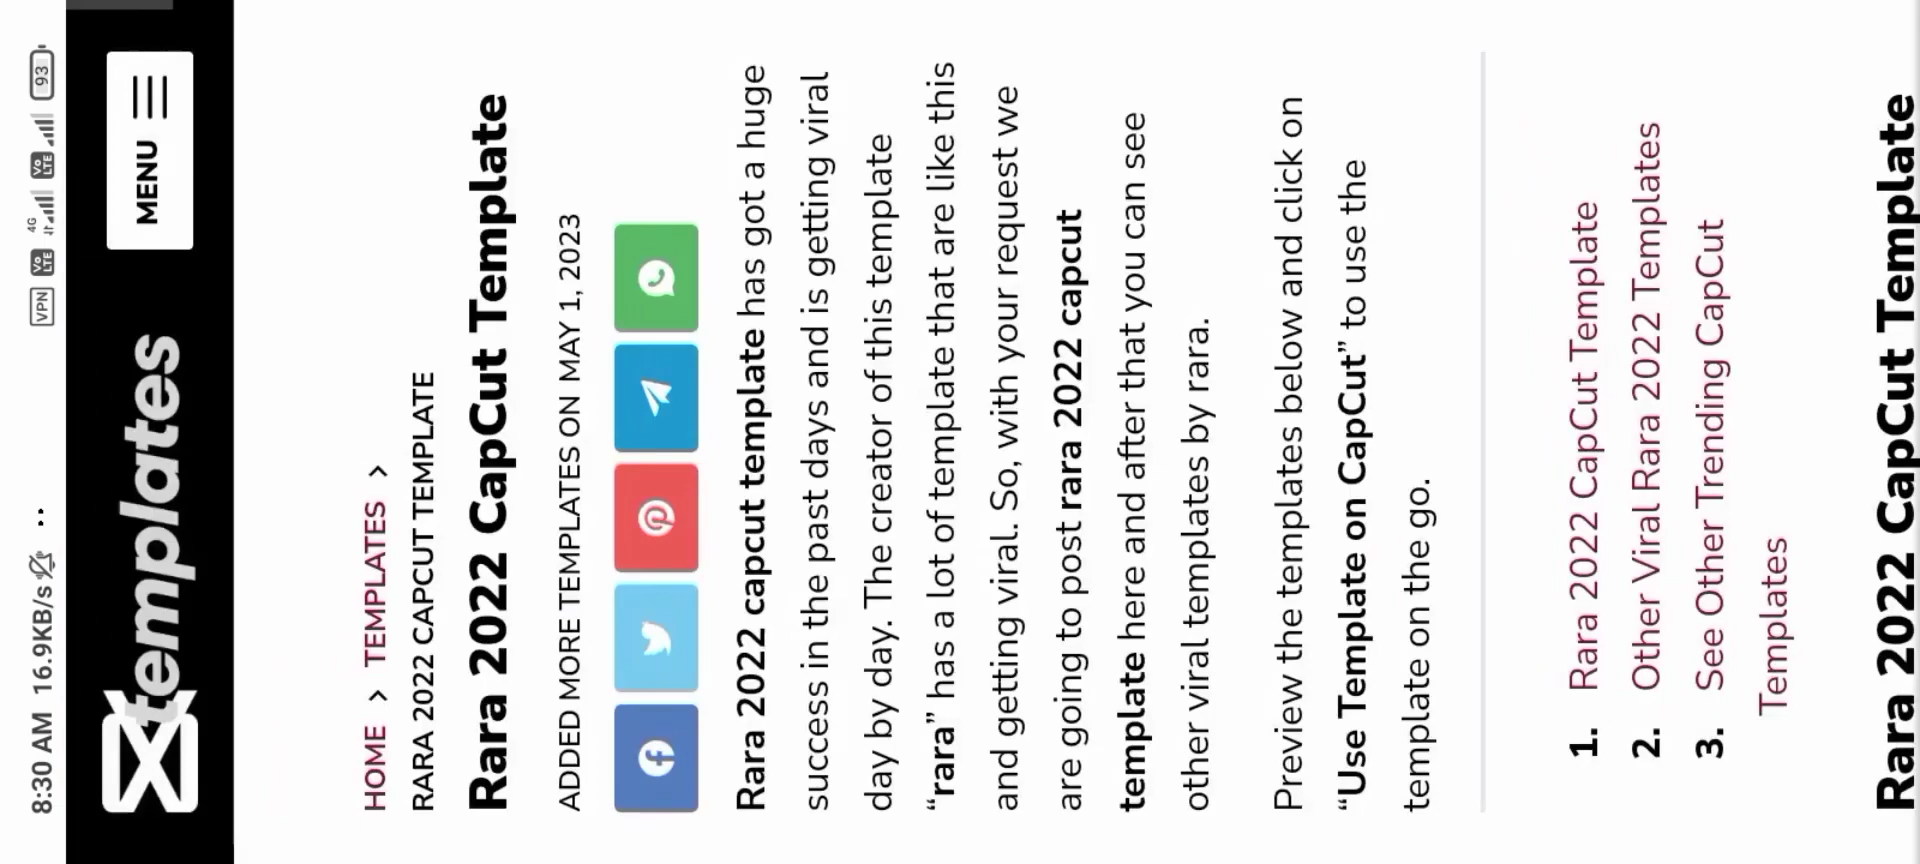 8:30 AM 16.9KB/s
VPN Vo LTE 4G Vo LTE 93
templates
MENU
HOME > TEMPLATES >
RARA 2022 CAPCUT TEMPLATE
Rara 2022 CapCut Template
ADDED MORE TEMPLATES ON MAY 1, 2023
Rara 2022 capcut template has got a huge
success in the past days and is getting viral
day by day. The creator of this template
“rara” has a lot of template that are like this
and getting viral. So, with your request we
are going to post rara 2022 capcut
template here and after that you can see
other viral templates by rara.
Preview the templates below and click on
“Use Template on CapCut” to use the
template on the go.
1. Rara 2022 CapCut Template
2. Other Viral Rara 2022 Templates
3. See Other Trending CapCut
Templates
Rara 2022 CapCut Template